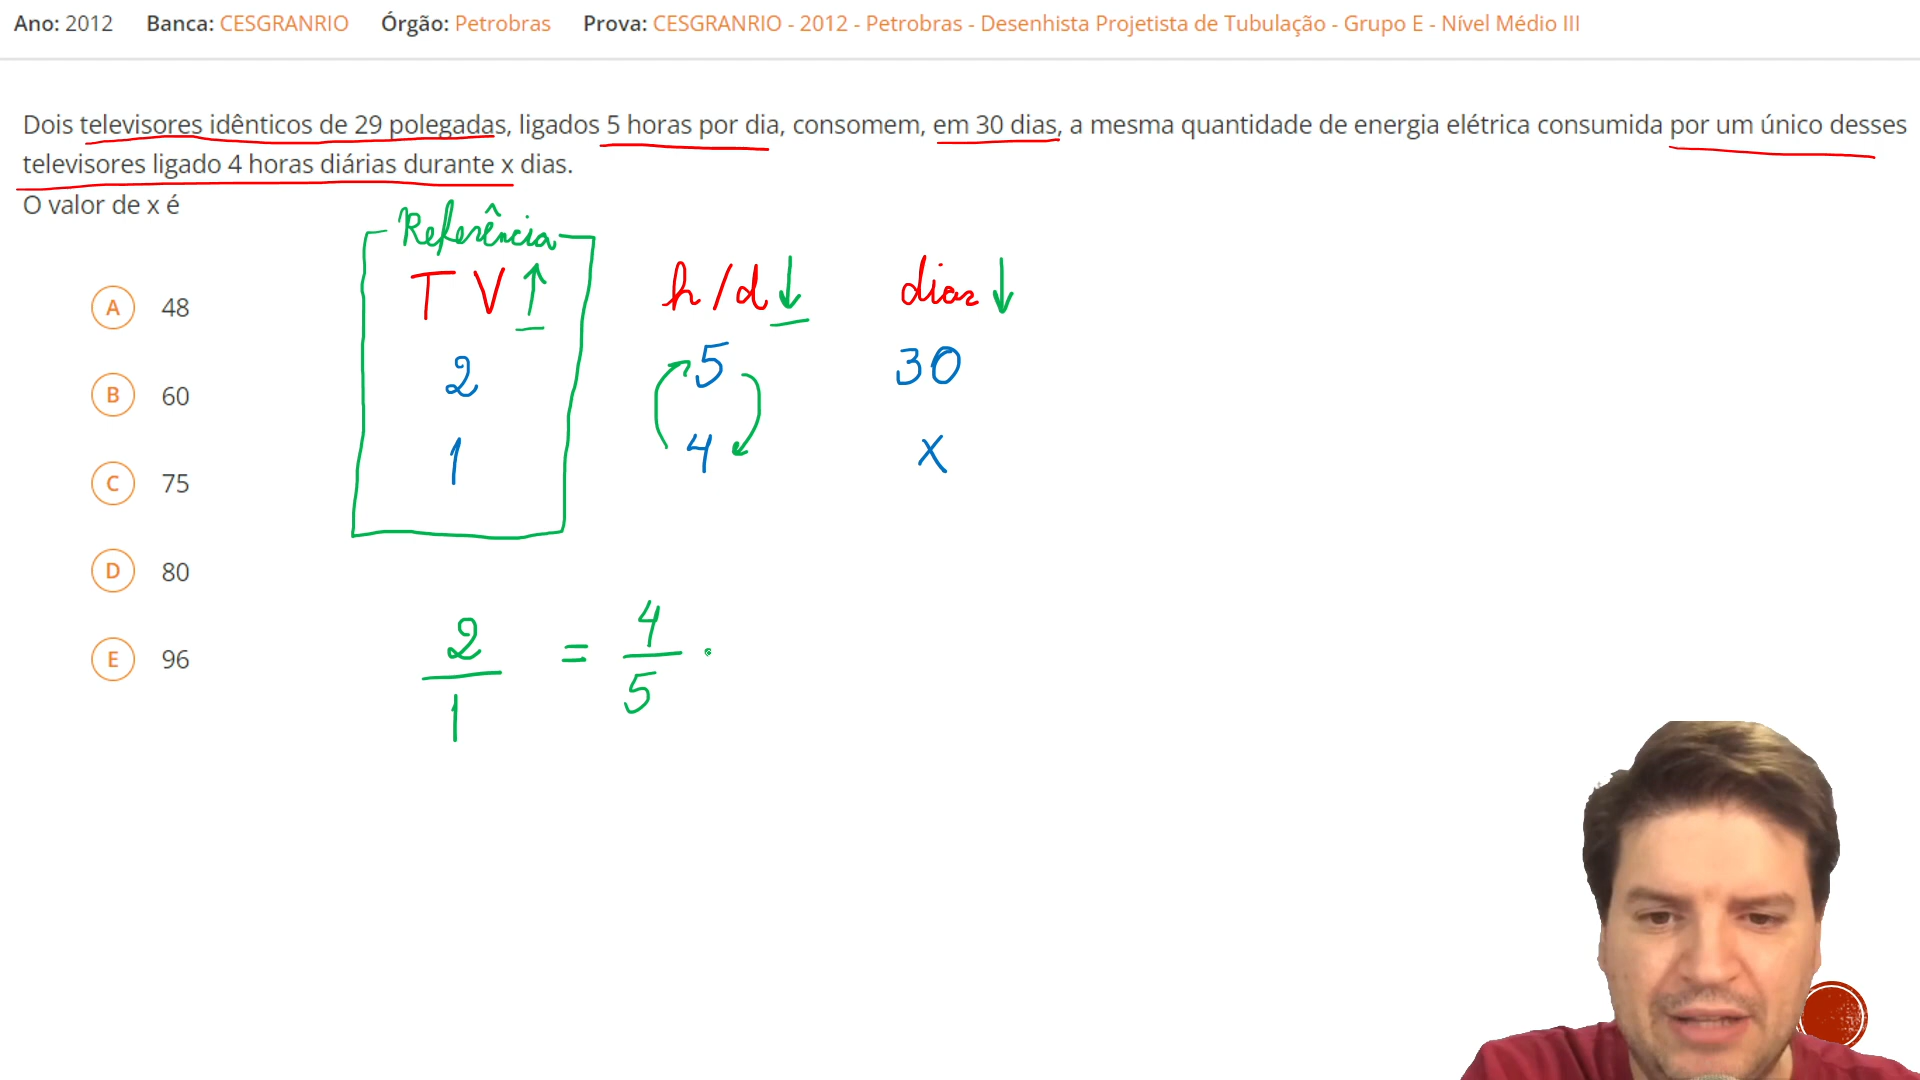 Ano: 2012 Banca: CESGRANRIO Órgão: Petrobras Prova: CESGRANRIO - 2012 - Petrobras - Desenhista Projetista de Tubulação - Grupo E - Nível Médio III
Dois televisores idênticos de 29 polegadas, ligados 5 horas por dia, consomem, em 30 dias, a mesma quantidade de energia elétrica consumida por um único desses
televisores ligado 4 horas diárias durante x dias.
O valor de x é
Referência
TV↑ h/d↓ dias↓
A 48
2 5 30
B 60
1 4 x
C 75
D 80
2/1 = 4/5 .
E 96